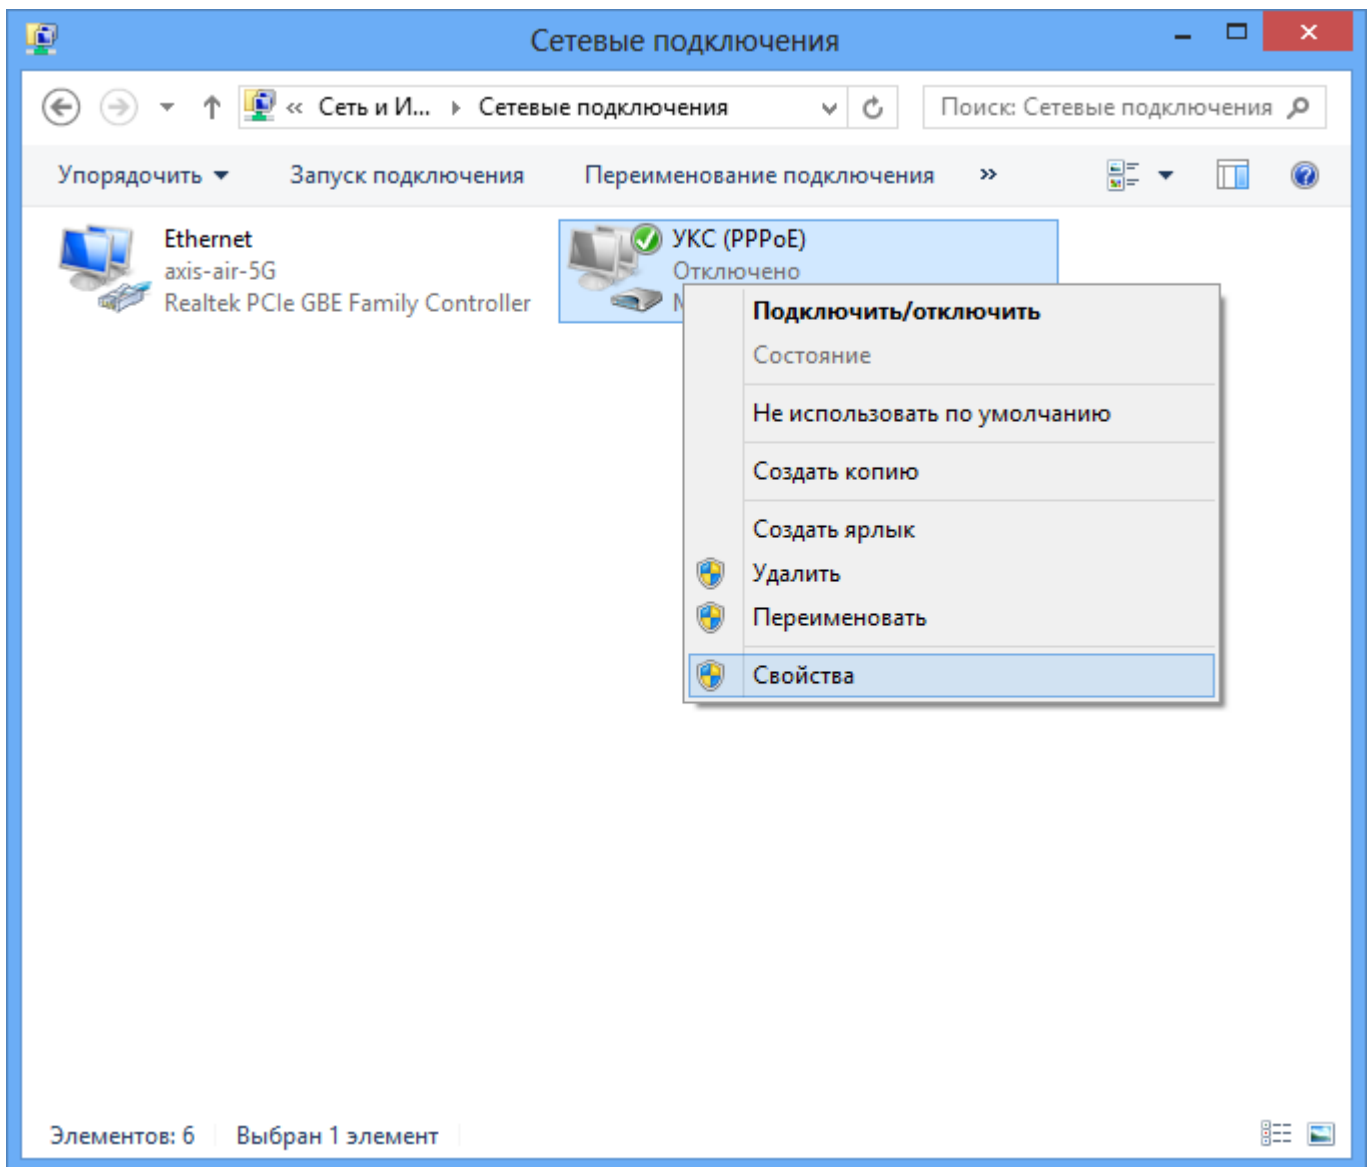 Сетевые подключения
« Сеть и И... Сетевые подключения
Поиск: Сетевые подключения
Упорядочить Запуск подключения Переименование подключения »
Ethernet
axis-air-5G
Realtek PCIe GBE Family Controller
УКС (PPPoE)
Отключено
Подключить/отключить
Состояние
Не использовать по умолчанию
Создать копию
Создать ярлык
Удалить
Переименовать
Свойства
Элементов: 6 Выбран 1 элемент